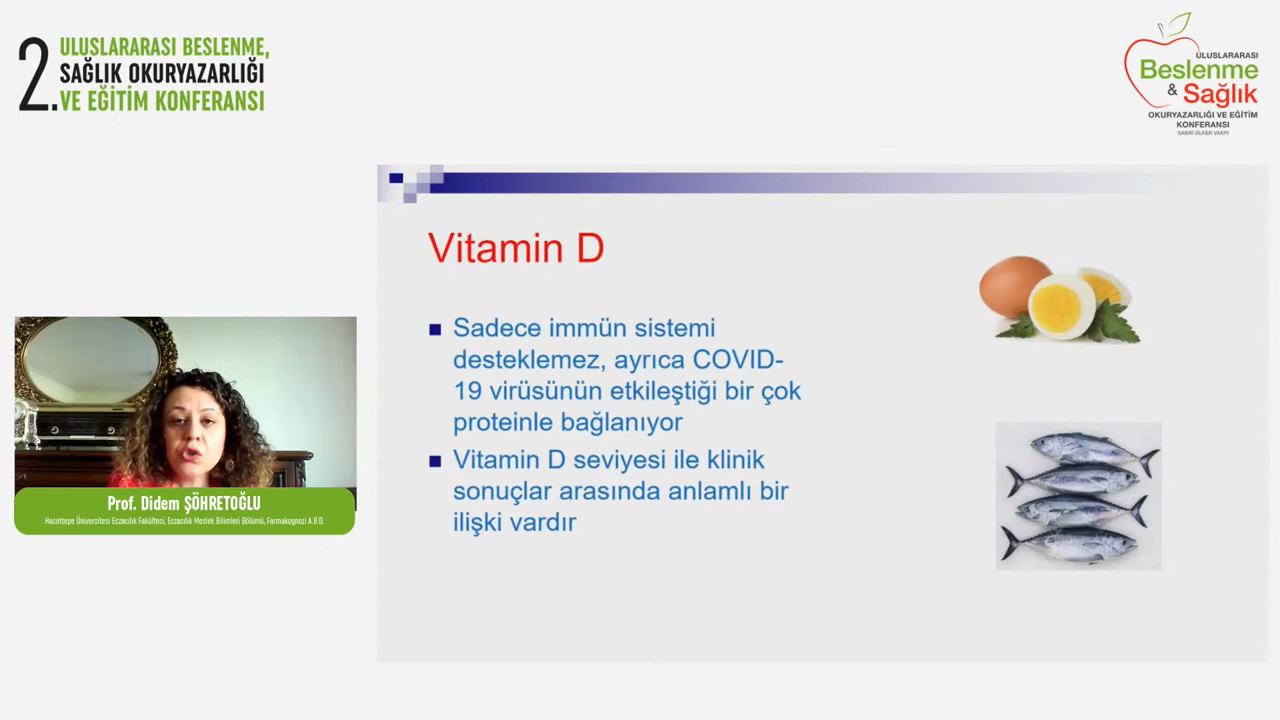 2.
ULUSLARARASI BESLENME,
SAĞLIK OKURYAZARLIĞI
VE EĞİTİM KONFERANSI
ULUSLARARASI
Beslenme
& Sağlık
OKURYAZARLIĞI VE EĞİTİM
KONFERANSI
SABRİ ÜLKER VAKFI
Vitamin D
Sadece immün sistemi
desteklemez, ayrıca COVID-
19 virüsünün etkileştiği bir çok
proteinle bağlanıyor
Vitamin D seviyesi ile klinik
sonuçlar arasında anlamlı bir
ilişki vardır
Prof. Didem ŞÖHRETOĞLU
Hacettepe Üniversitesi Eczacılık Fakültesi, Eczacılık Meslek Bilimleri Bölümü, Farmakognozi A.B.D.